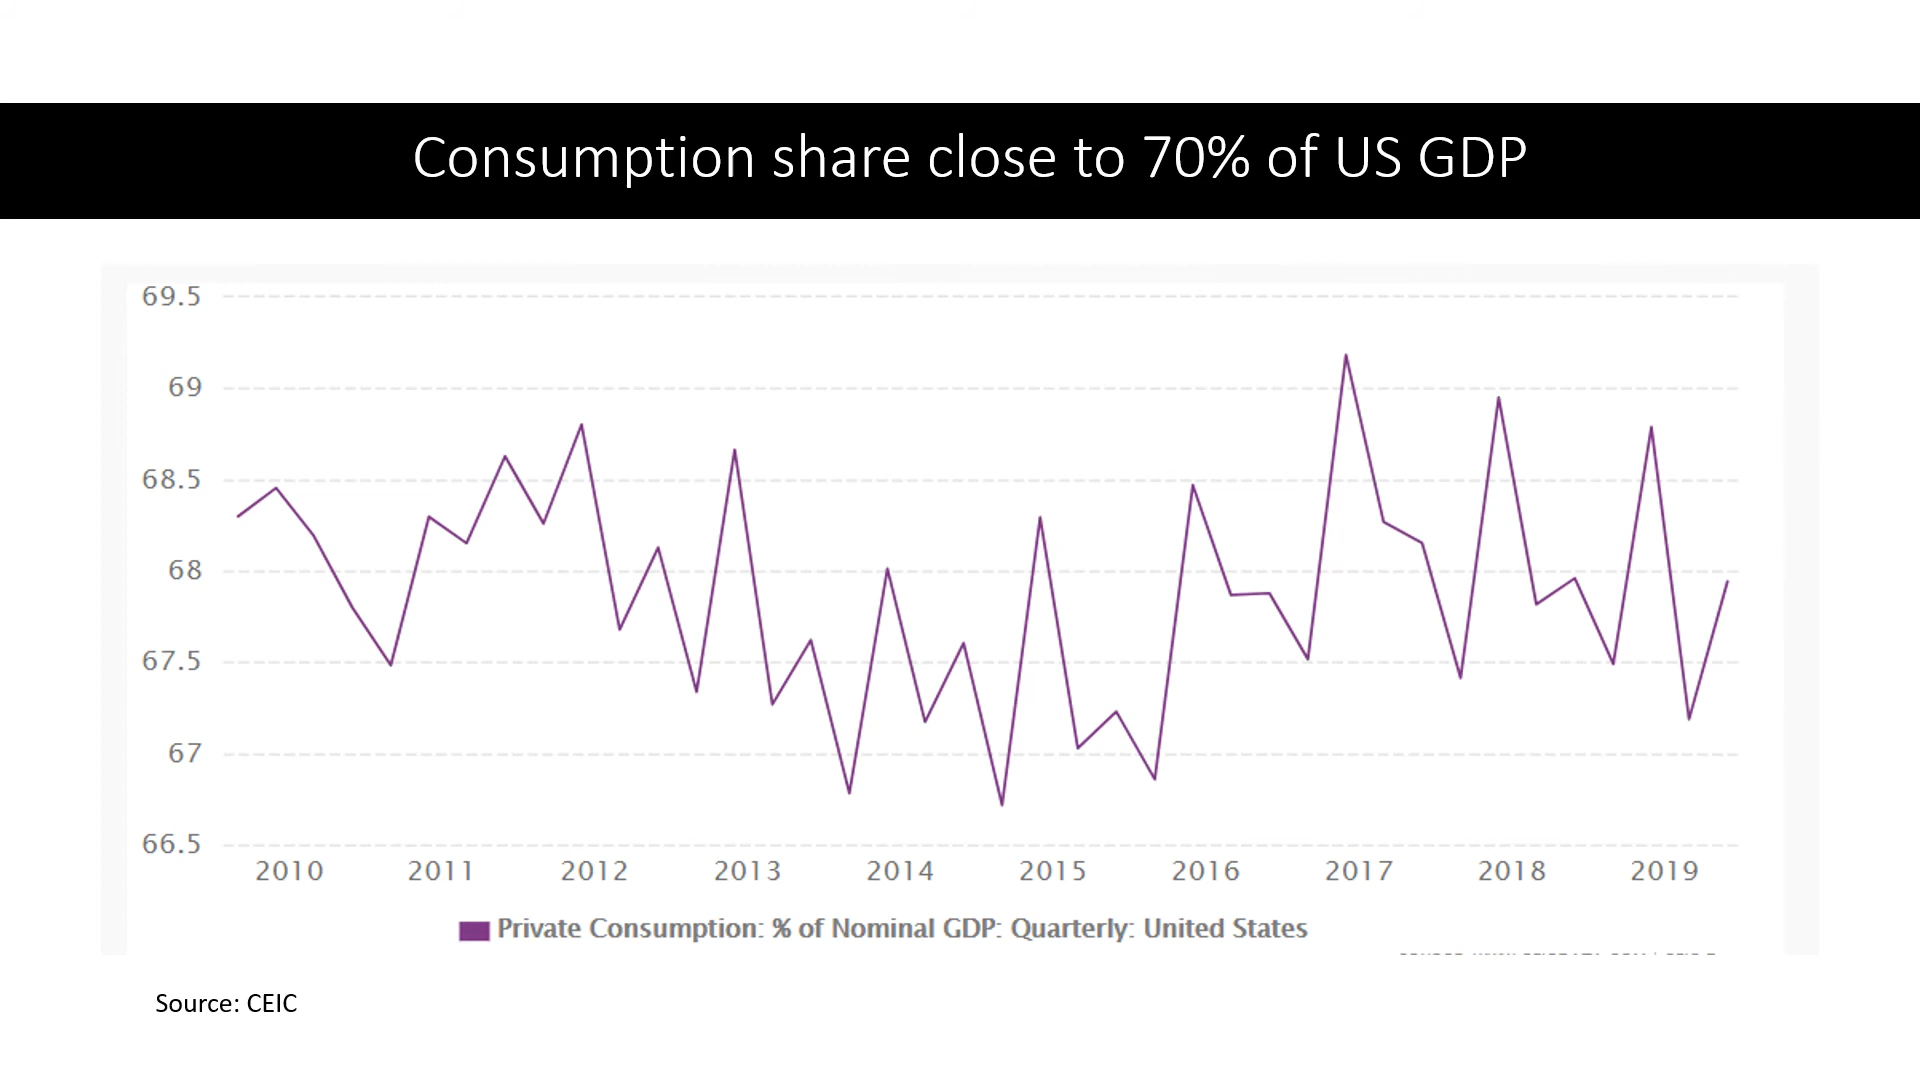 Consumption share close to 70% of US GDP
69.5
69
68.5
68
67.5
67
66.5
2010 2011 2012 2013 2014 2015 2016 2017 2018 2019
Private Consumption: % of Nominal GDP: Quarterly: United States
Source: CEIC